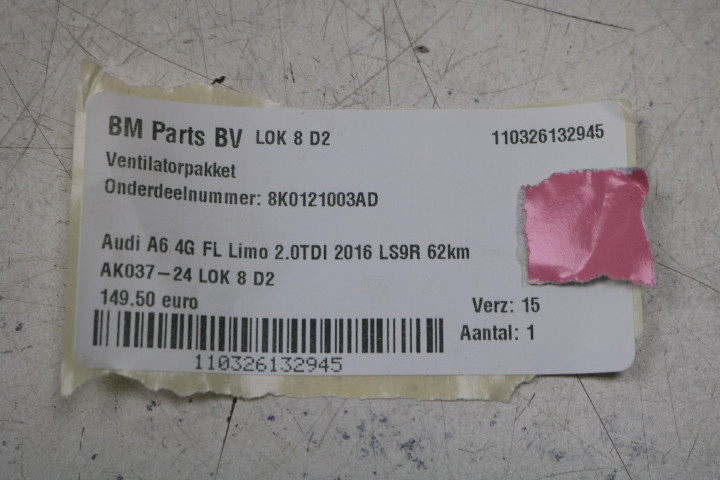 BM Parts BV LOK 8 D2 110326132945
Ventilatorpakket
Onderdeelnummer: 8K0121003AD
Audi A6 4G FL Limo 2.0TDI 2016 LS9R 62km
AK037-24 LOK 8 D2
149.50 euro
Verz: 15
Aantal: 1
110326132945